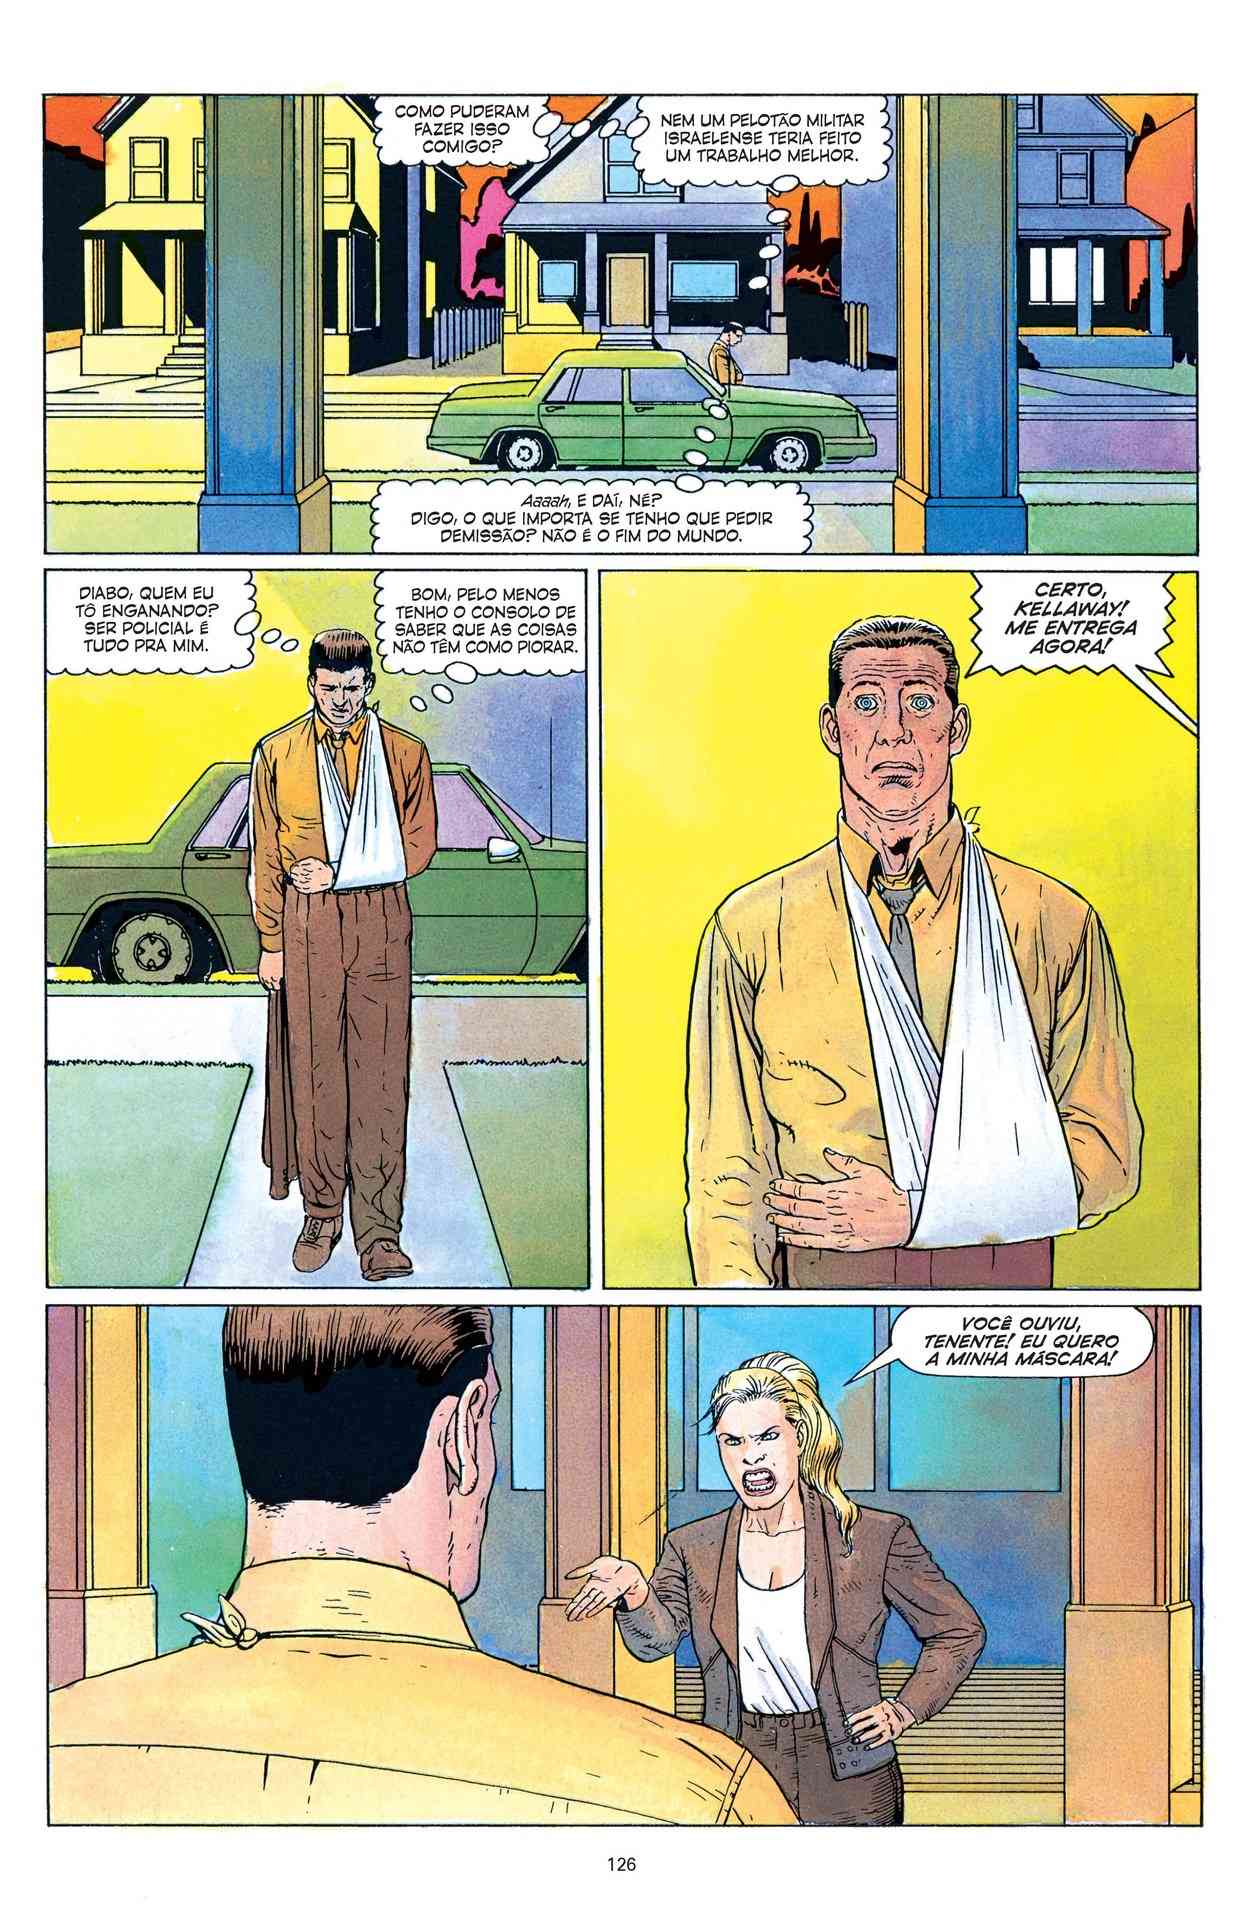 COMO PUDERAM
FAZER ISSO
COMIGO?
NEM UM PELOTÃO MILITAR
ISRAELENSE TERIA FEITO
UM TRABALHO MELHOR.
Aaaah, E DAÍ, NÉ?
DIGO, O QUE IMPORTA SE TENHO QUE PEDIR
DEMISSÃO? NÃO É O FIM DO MUNDO.
DIABO, QUEM EU
TÔ ENGANANDO?
SER POLICIAL É
TUDO PRA MIM.
BOM, PELO MENOS
TENHO O CONSOLO DE
SABER QUE AS COISAS
NÃO TÊM COMO PIORAR.
CERTO,
KELLAWAY!
ME ENTREGA
AGORA!
VOCÊ OUVIU,
TENENTE! EU QUERO
A MINHA MÁSCARA!
126